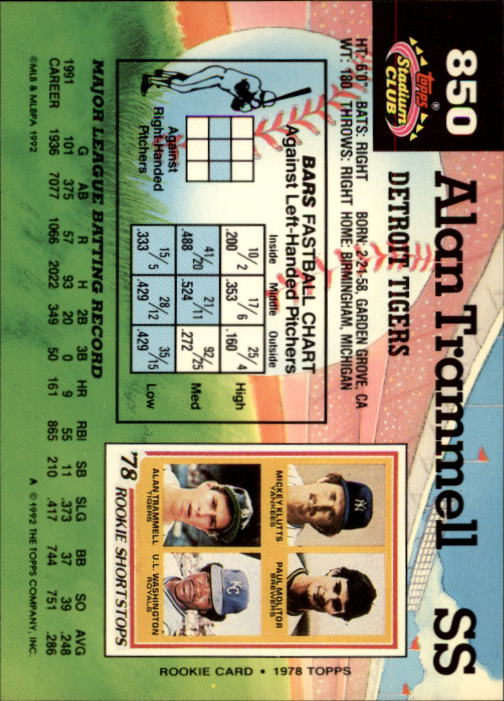 850
Topps®
Stadium
CLUB
Alan Trammell SS
DETROIT TIGERS
HT: 6'0" BATS: RIGHT BORN: 2-21-58, GARDEN GROVE, CA
WT: 180 THROWS: RIGHT HOME: BIRMINGHAM, MICHIGAN
BARS FASTBALL CHART
Against Left-Handed Pitchers
Inside Middle Outside
10/2 17/6 25/4
.200 .353 .160 High
41/20 21/11 92/25
.488 .524 .272 Med
15/5 28/12 35/15
.333 .429 .429 Low
Against
Right-Handed
Pitchers
MICKEY KLUTTS
YANKEES
PAUL MOLITOR
BREWERS
ALAN TRAMMELL
TIGERS
U.L. WASHINGTON
ROYALS
'78 ROOKIE SHORTSTOPS
ROOKIE CARD • 1978 TOPPS
MAJOR LEAGUE BATTING RECORD
G AB R H 2B 3B HR RBI SB SLG BB SO AVG
1991 101 375 57 93 20 0 9 55 11 .373 37 39 .248
CAREER 1936 7077 1066 2022 349 50 161 865 210 .417 744 751 .286
©MLB & MLBPA 1992
A © 1992 THE TOPPS COMPANY, INC.